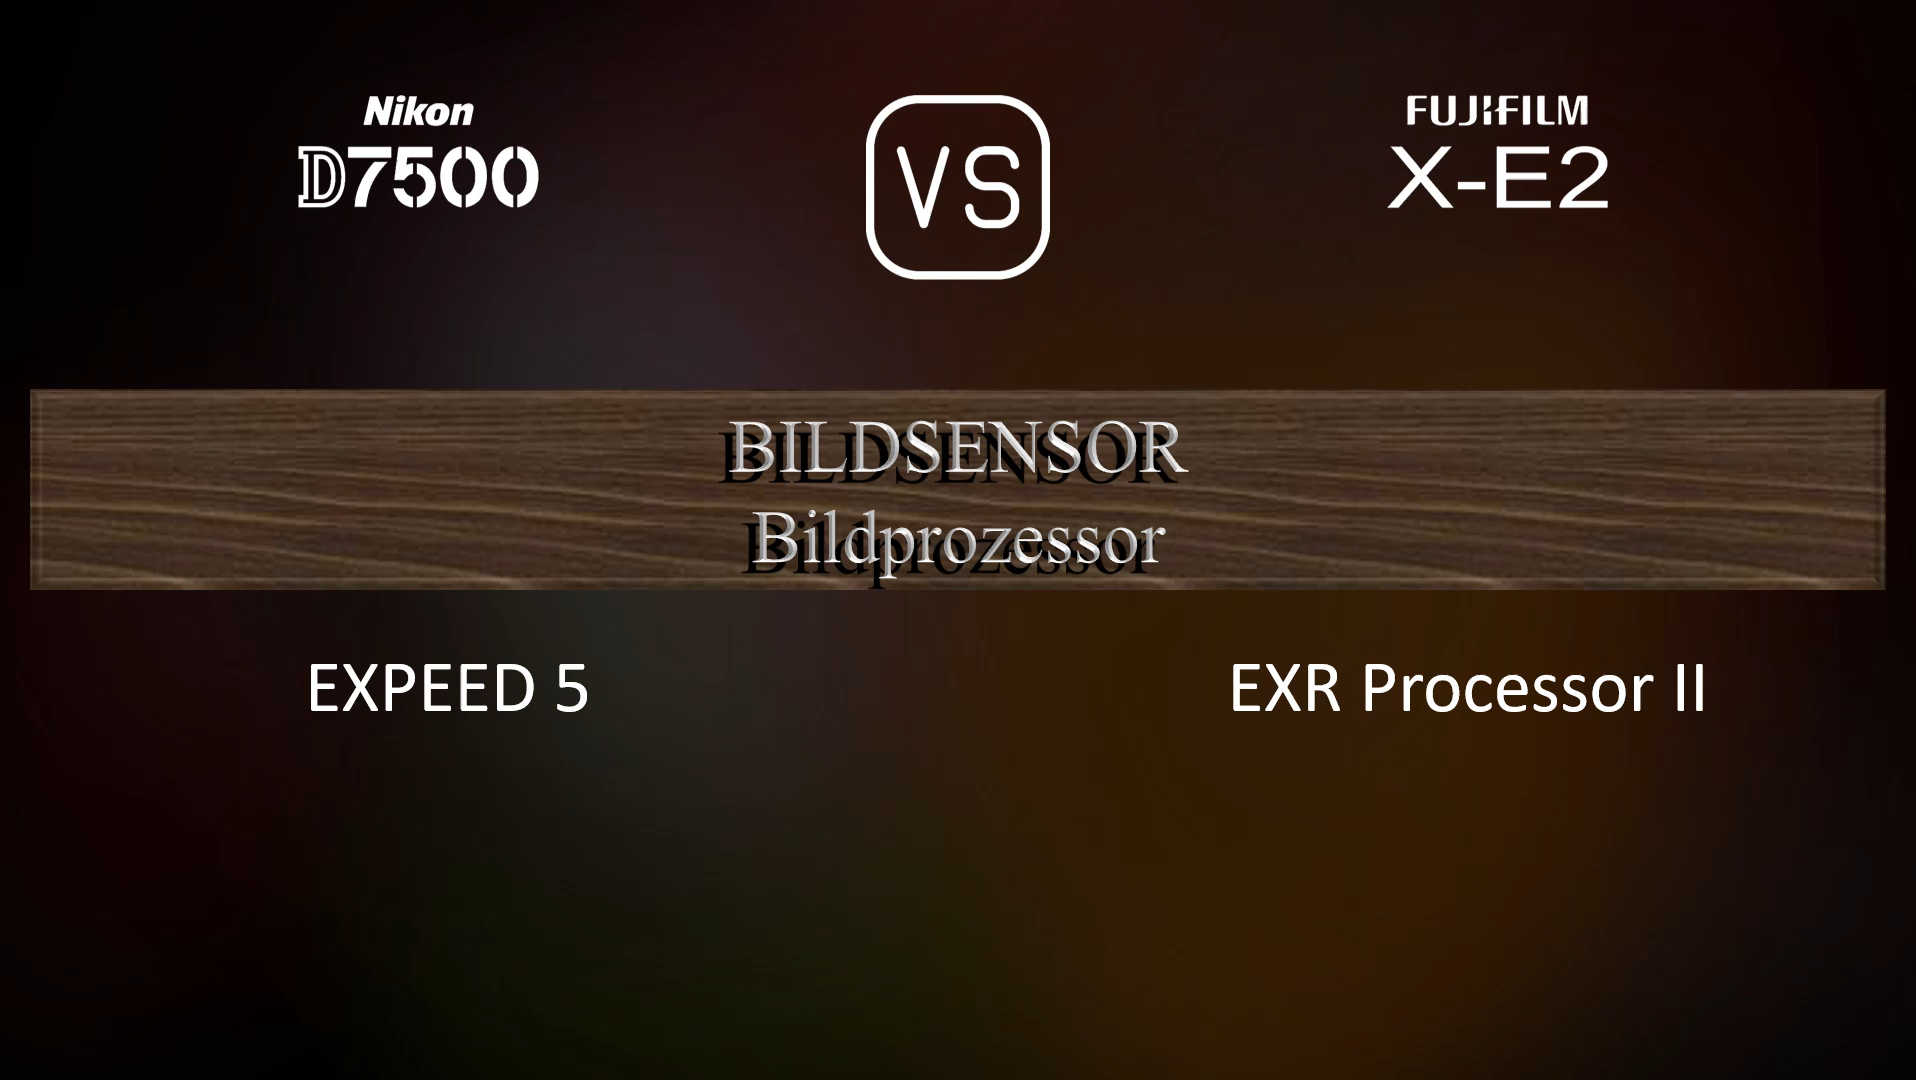 Nikon
D7500
VS
FUJIFILM
X-E2
BILDSENSOR
Bildprozessor
EXPEED 5
EXR Processor II